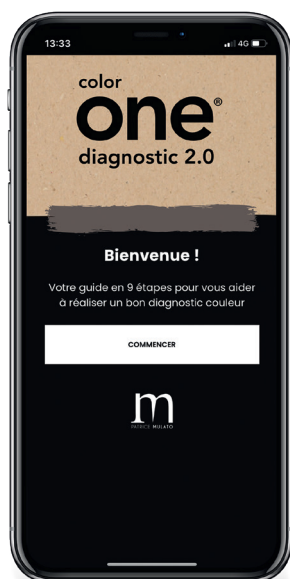 13:33
4G
color
one®
diagnostic 2.0
Bienvenue !
Votre guide en 9 étapes pour vous aider
à réaliser un bon diagnostic couleur
COMMENCER
m
PATRICE MULATO